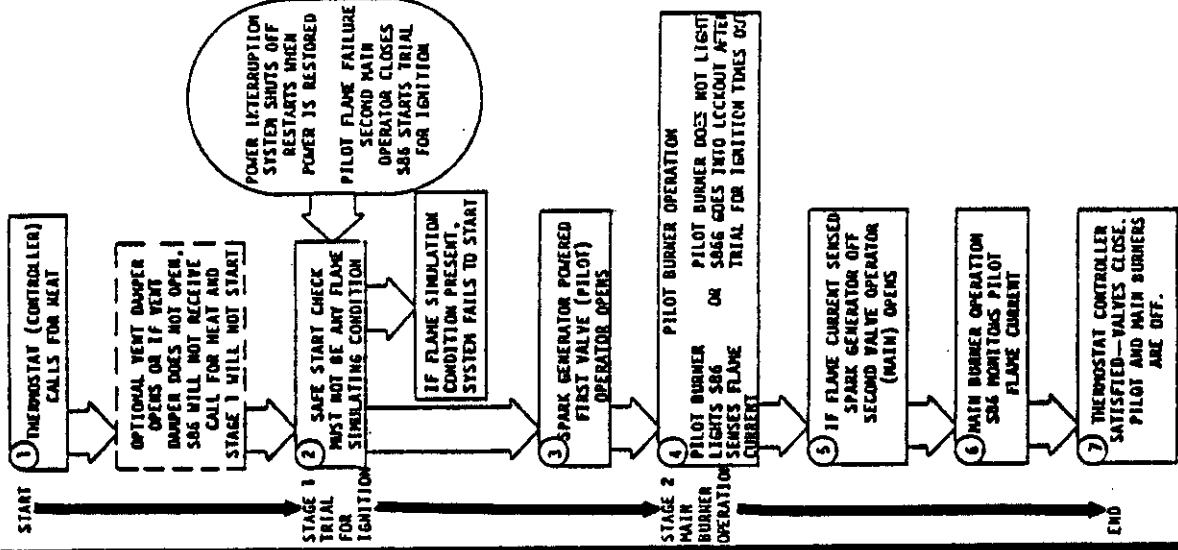 START
1 THERMOSTAT (CONTROLLER)
CALLS FOR HEAT
OPTIONAL VENT DAMPER
OPENS OR IF VENT
DAMPER DOES NOT OPEN,
S86 WILL NOT RECEIVE
CALL FOR HEAT AND
STAGE 1 WILL NOT START
POWER INTERRUPTION
SYSTEM SHUTS OFF
RESTARTS WHEN
POWER IS RESTORED
PILOT FLAME FAILURE
SECOND MAIN
OPERATOR CLOSES
S86 STARTS TRIAL
FOR IGNITION
STAGE 1
TRIAL
FOR
IGNITION
2 SAFE START CHECK
MUST NOT BE ANY FLAME
SIMULATING CONDITION
IF FLAME SIMULATION
CONDITION PRESENT,
SYSTEM FAILS TO START
3 SPARK GENERATOR POWERED
FIRST VALVE (PILOT)
OPERATOR OPENS
STAGE 2
MAIN
BURNER
OPERATION
4 PILOT BURNER OPERATION
PILOT BURNER
LIGHTS S86
SENSES FLAME
CURRENT
OR
PILOT BURNER DOES NOT LIGHT
S86G GOES INTO LOCKOUT AFTER
TRIAL FOR IGNITION TIMES OUT
5 IF FLAME CURRENT SENSED
SPARK GENERATOR OFF
SECOND VALVE OPERATOR
(MAIN) OPENS
6 MAIN BURNER OPERATION
S86 MONITORS PILOT
FLAME CURRENT
END
7 THERMOSTAT CONTROLLER
SATISFIED—VALVES CLOSE.
PILOT AND MAIN BURNERS
ARE OFF.